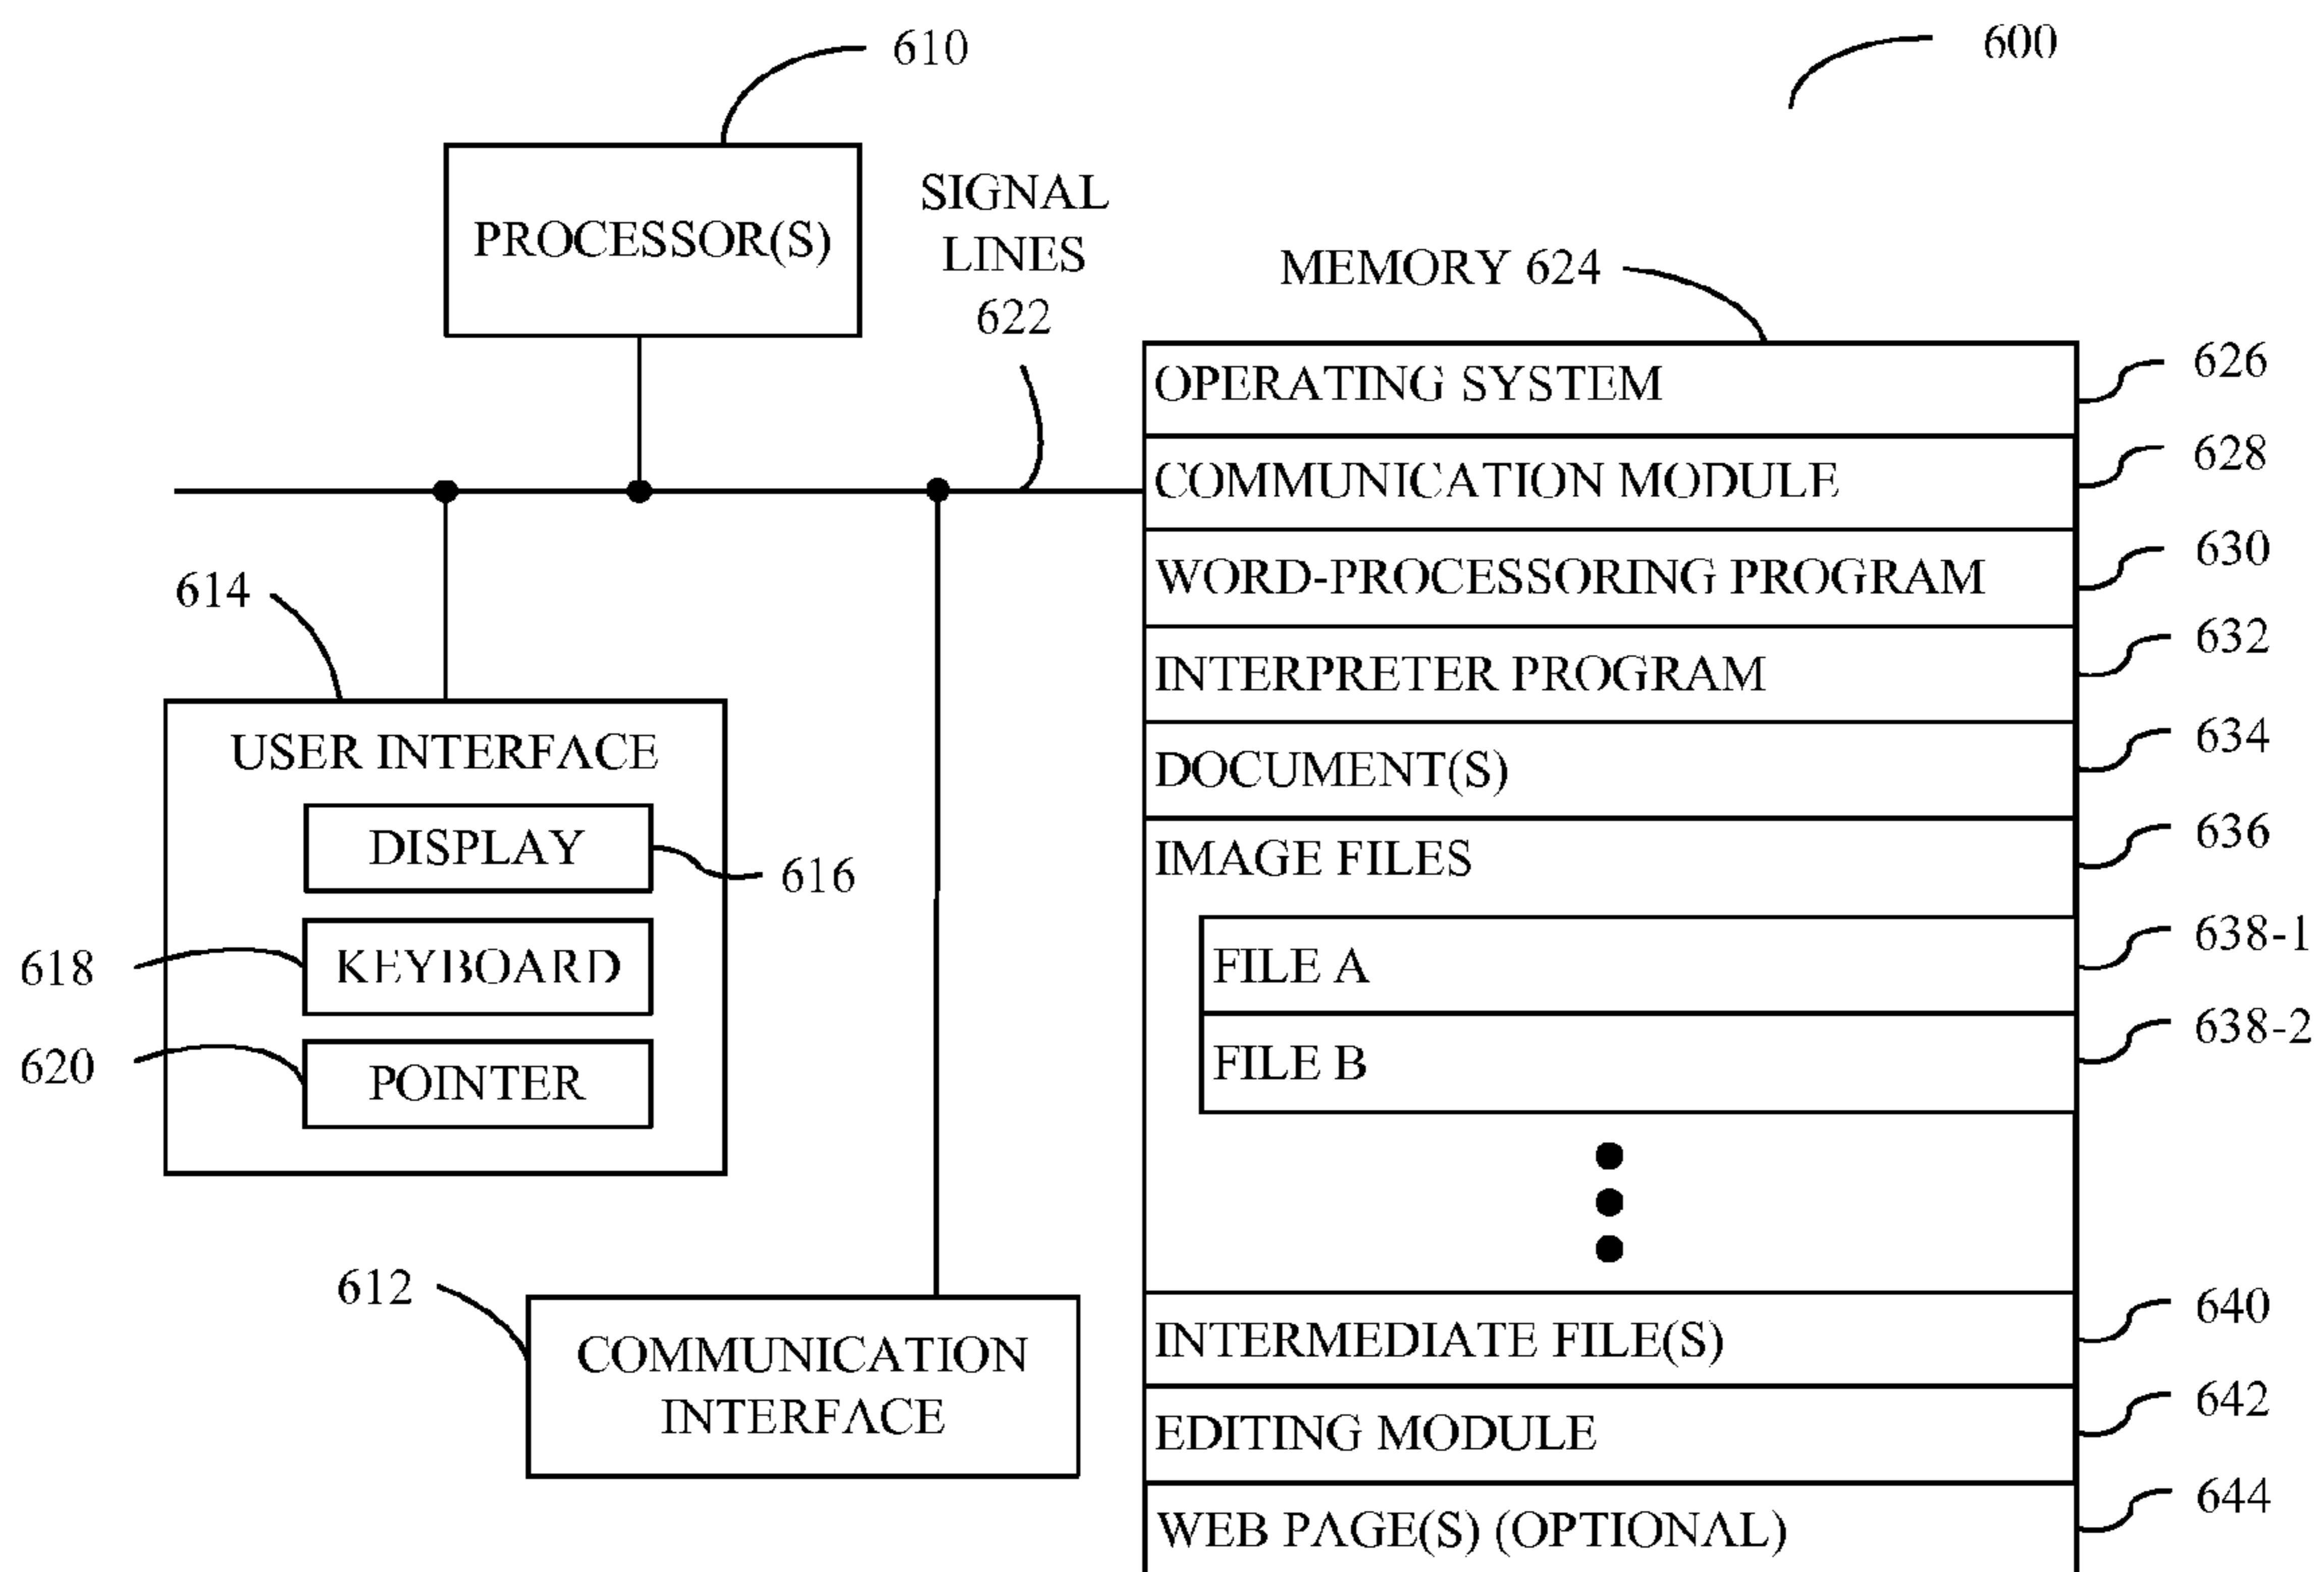 610
600
PROCESSOR(S)
SIGNAL
LINES
622
MEMORY 624
OPERATING SYSTEM
626
COMMUNICATION MODULE
628
WORD-PROCESSORING PROGRAM
630
INTERPRETER PROGRAM
632
DOCUMENT(S)
634
IMAGE FILES
636
FILE A
638-1
FILE B
638-2
INTERMEDIATE FILE(S)
640
EDITING MODULE
642
WEB PAGE(S) (OPTIONAL)
644
614
USER INTERFACE
DISPLAY
616
618
KEYBOARD
620
POINTER
612
COMMUNICATION
INTERFACE